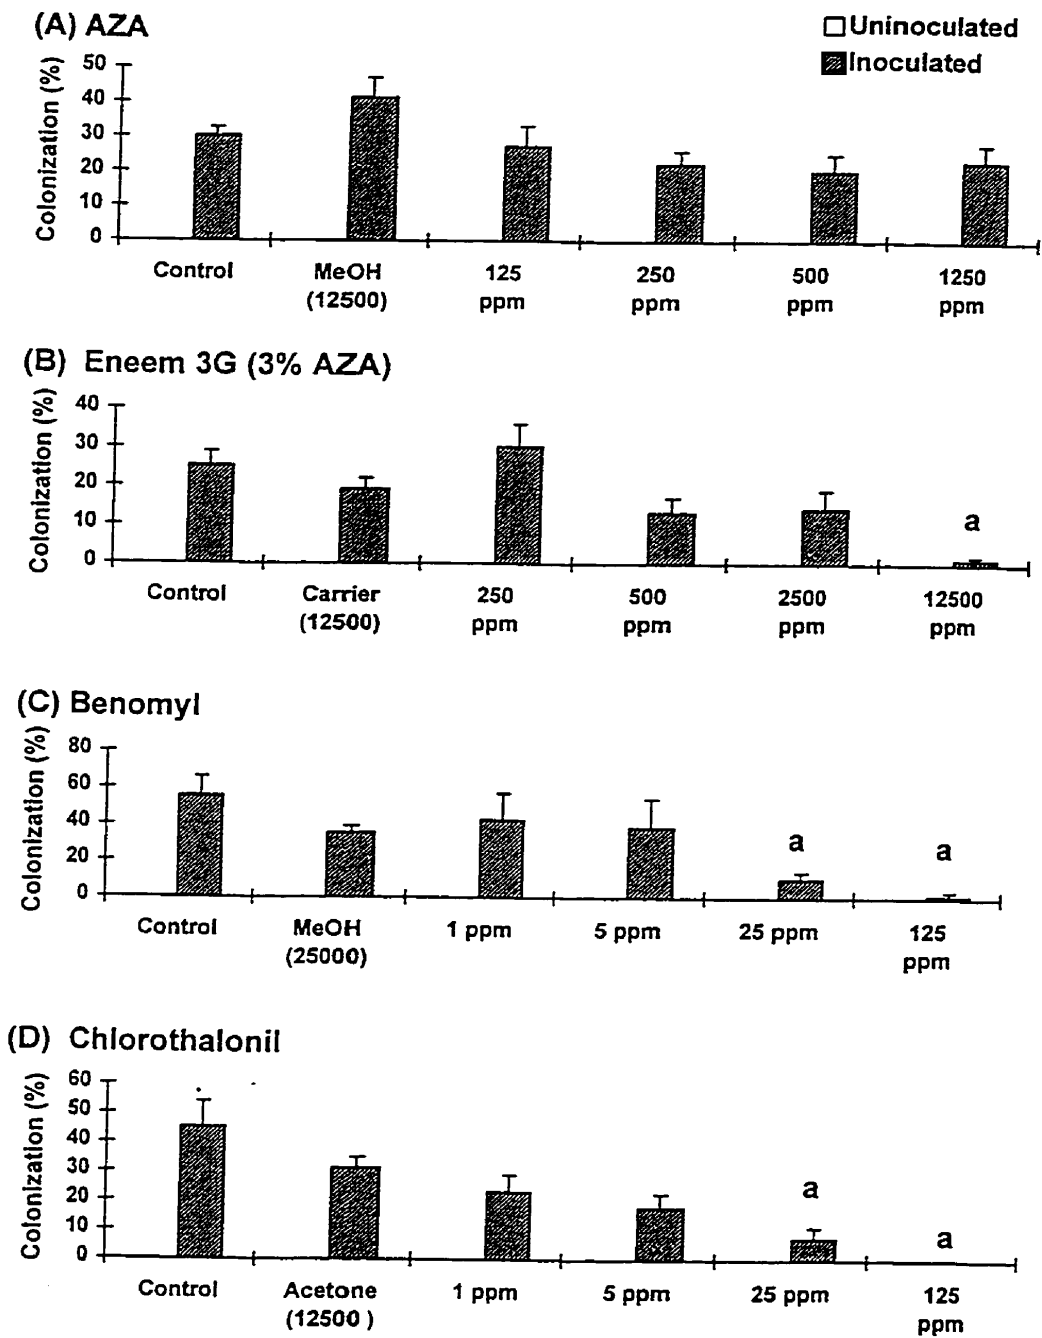 (A) AZA
Uninoculated
Inoculated
Colonization (%)
50
40
30
20
10
0
Control MeOH 125 250 500 1250
(12500) ppm ppm ppm ppm
(B) Eneem 3G (3% AZA)
Colonization (%)
40
30
20
10
0
a
Control Carrier 250 500 2500 12500
(12500) ppm ppm ppm ppm
(C) Benomyl
Colonization (%)
80
60
40
20
0
a a
Control MeOH 1 ppm 5 ppm 25 ppm 125
(25000) ppm
(D) Chlorothalonil
Colonization (%)
60
50
40
30
20
10
0
a a
Control Acetone 1 ppm 5 ppm 25 ppm 125
(12500 ) ppm